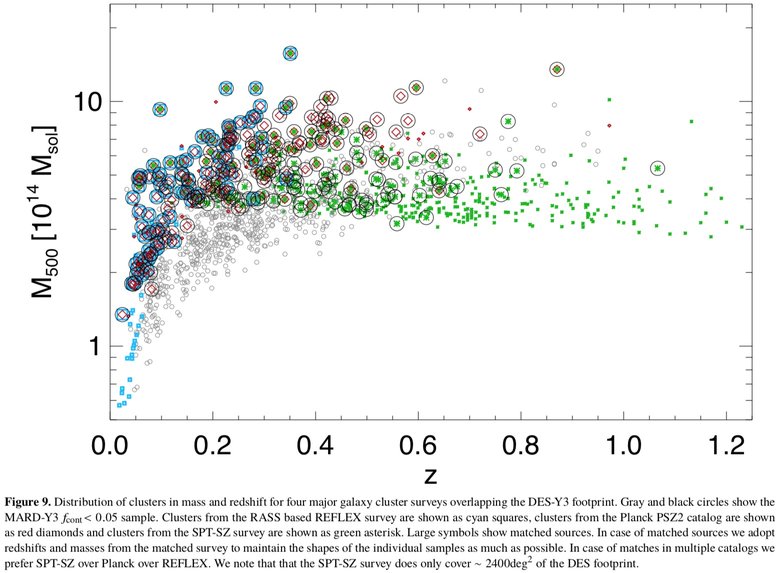 10
1
M500 [10^14 Msol]
0.0 0.2 0.4 0.6 0.8 1.0 1.2
z
Figure 9. Distribution of clusters in mass and redshift for four major galaxy cluster surveys overlapping the DES-Y3 footprint. Gray and black circles show the
MARD-Y3 fcont< 0.05 sample. Clusters from the RASS based REFLEX survey are shown as cyan squares, clusters from the Planck PSZ2 catalog are shown
as red diamonds and clusters from the SPT-SZ survey are shown as green asterisk. Large symbols show matched sources. In case of matched sources we adopt
redshifts and masses from the matched survey to maintain the shapes of the individual samples as much as possible. In case of matches in multiple catalogs we
prefer SPT-SZ over Planck over REFLEX. We note that that the SPT-SZ survey does only cover ~ 2400deg^2 of the DES footprint.